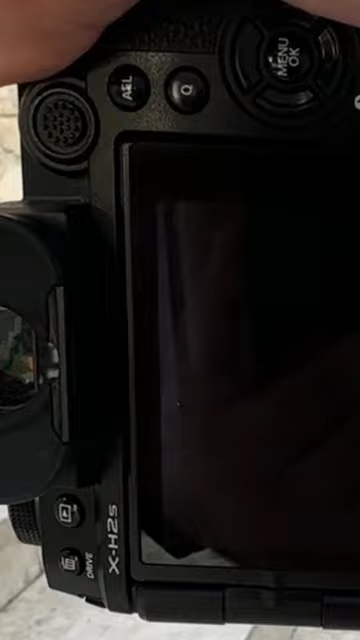 X-H2S
DRIVE
AEL
Q
MENU
OK